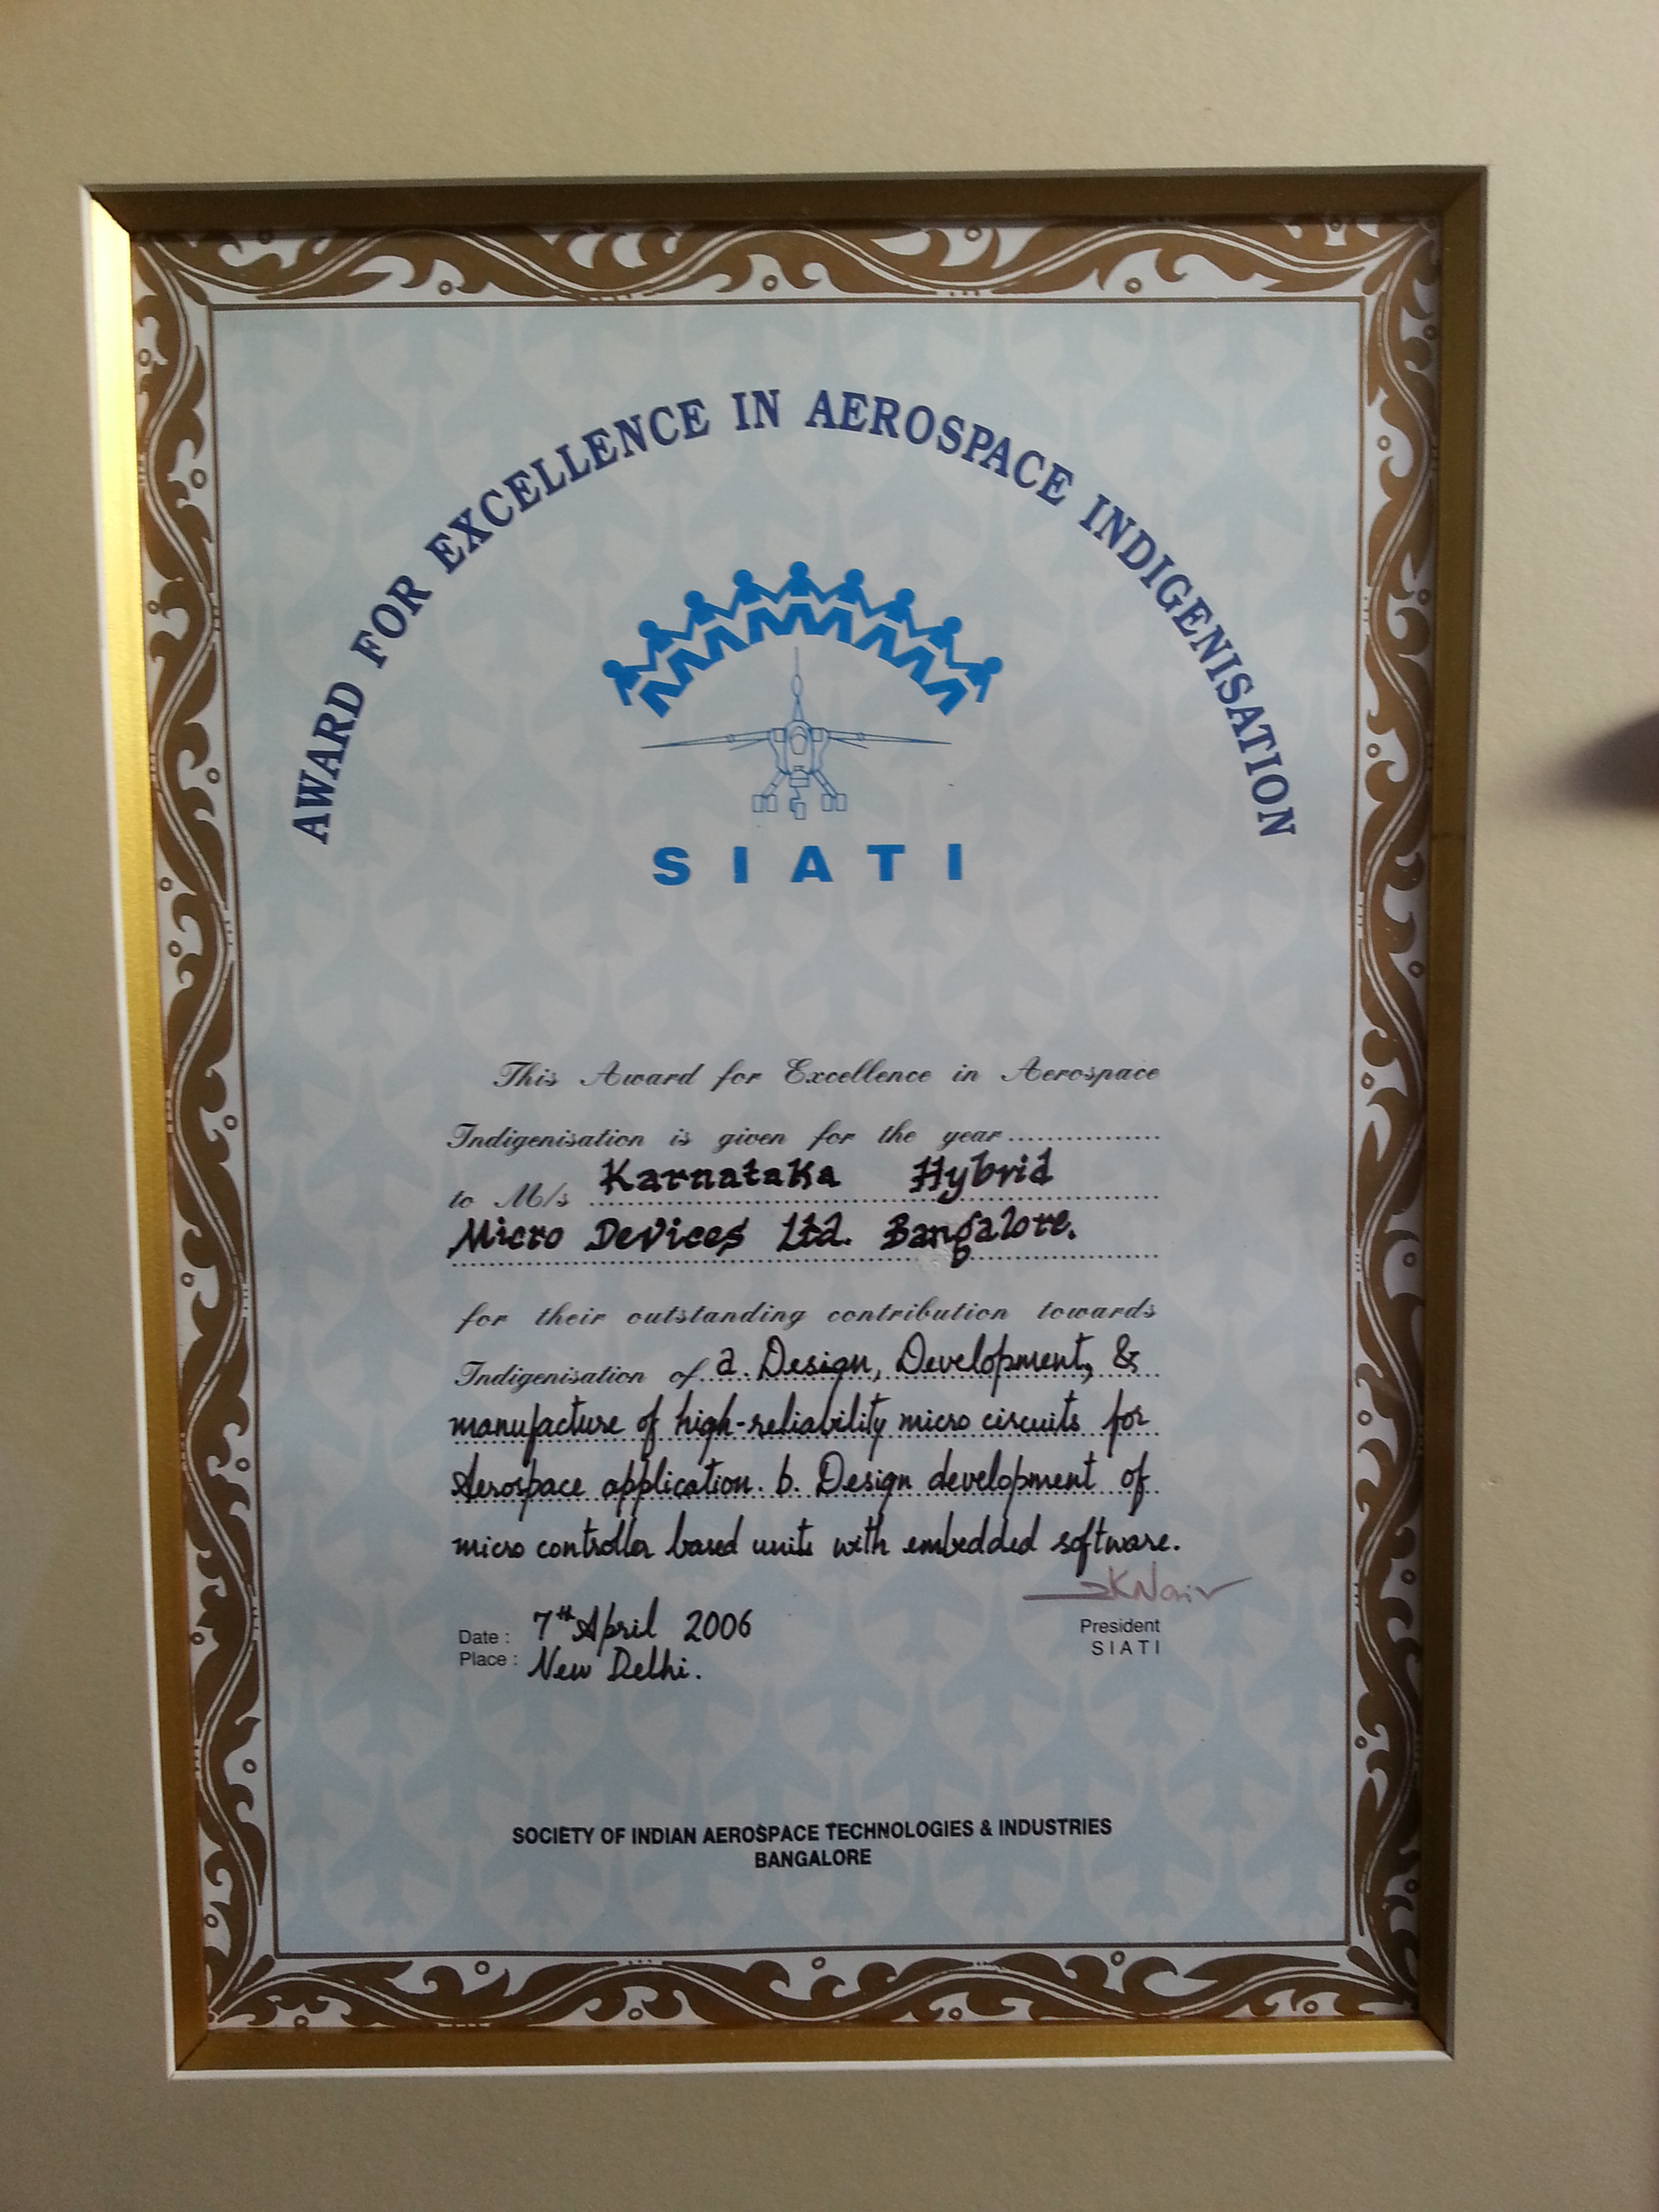 AWARD FOR EXCELLENCE IN AEROSPACE INDIGENISATION
SIATI
This Award for Excellence in Aerospace
Indigenisation is given for the year................
to M/s Karnataka Hybrid
Micro Devices Ltd. Bangalore.
for their outstanding contribution towards
Indigenisation of a. Design, Development, &
manufacture of high-reliability micro circuits for
Aerospace application. b. Design development of
micro controller based units with embedded software.
Date : 7th April 2006
Place : New Delhi.
President
SIATI
SOCIETY OF INDIAN AEROSPACE TECHNOLOGIES & INDUSTRIES
BANGALORE